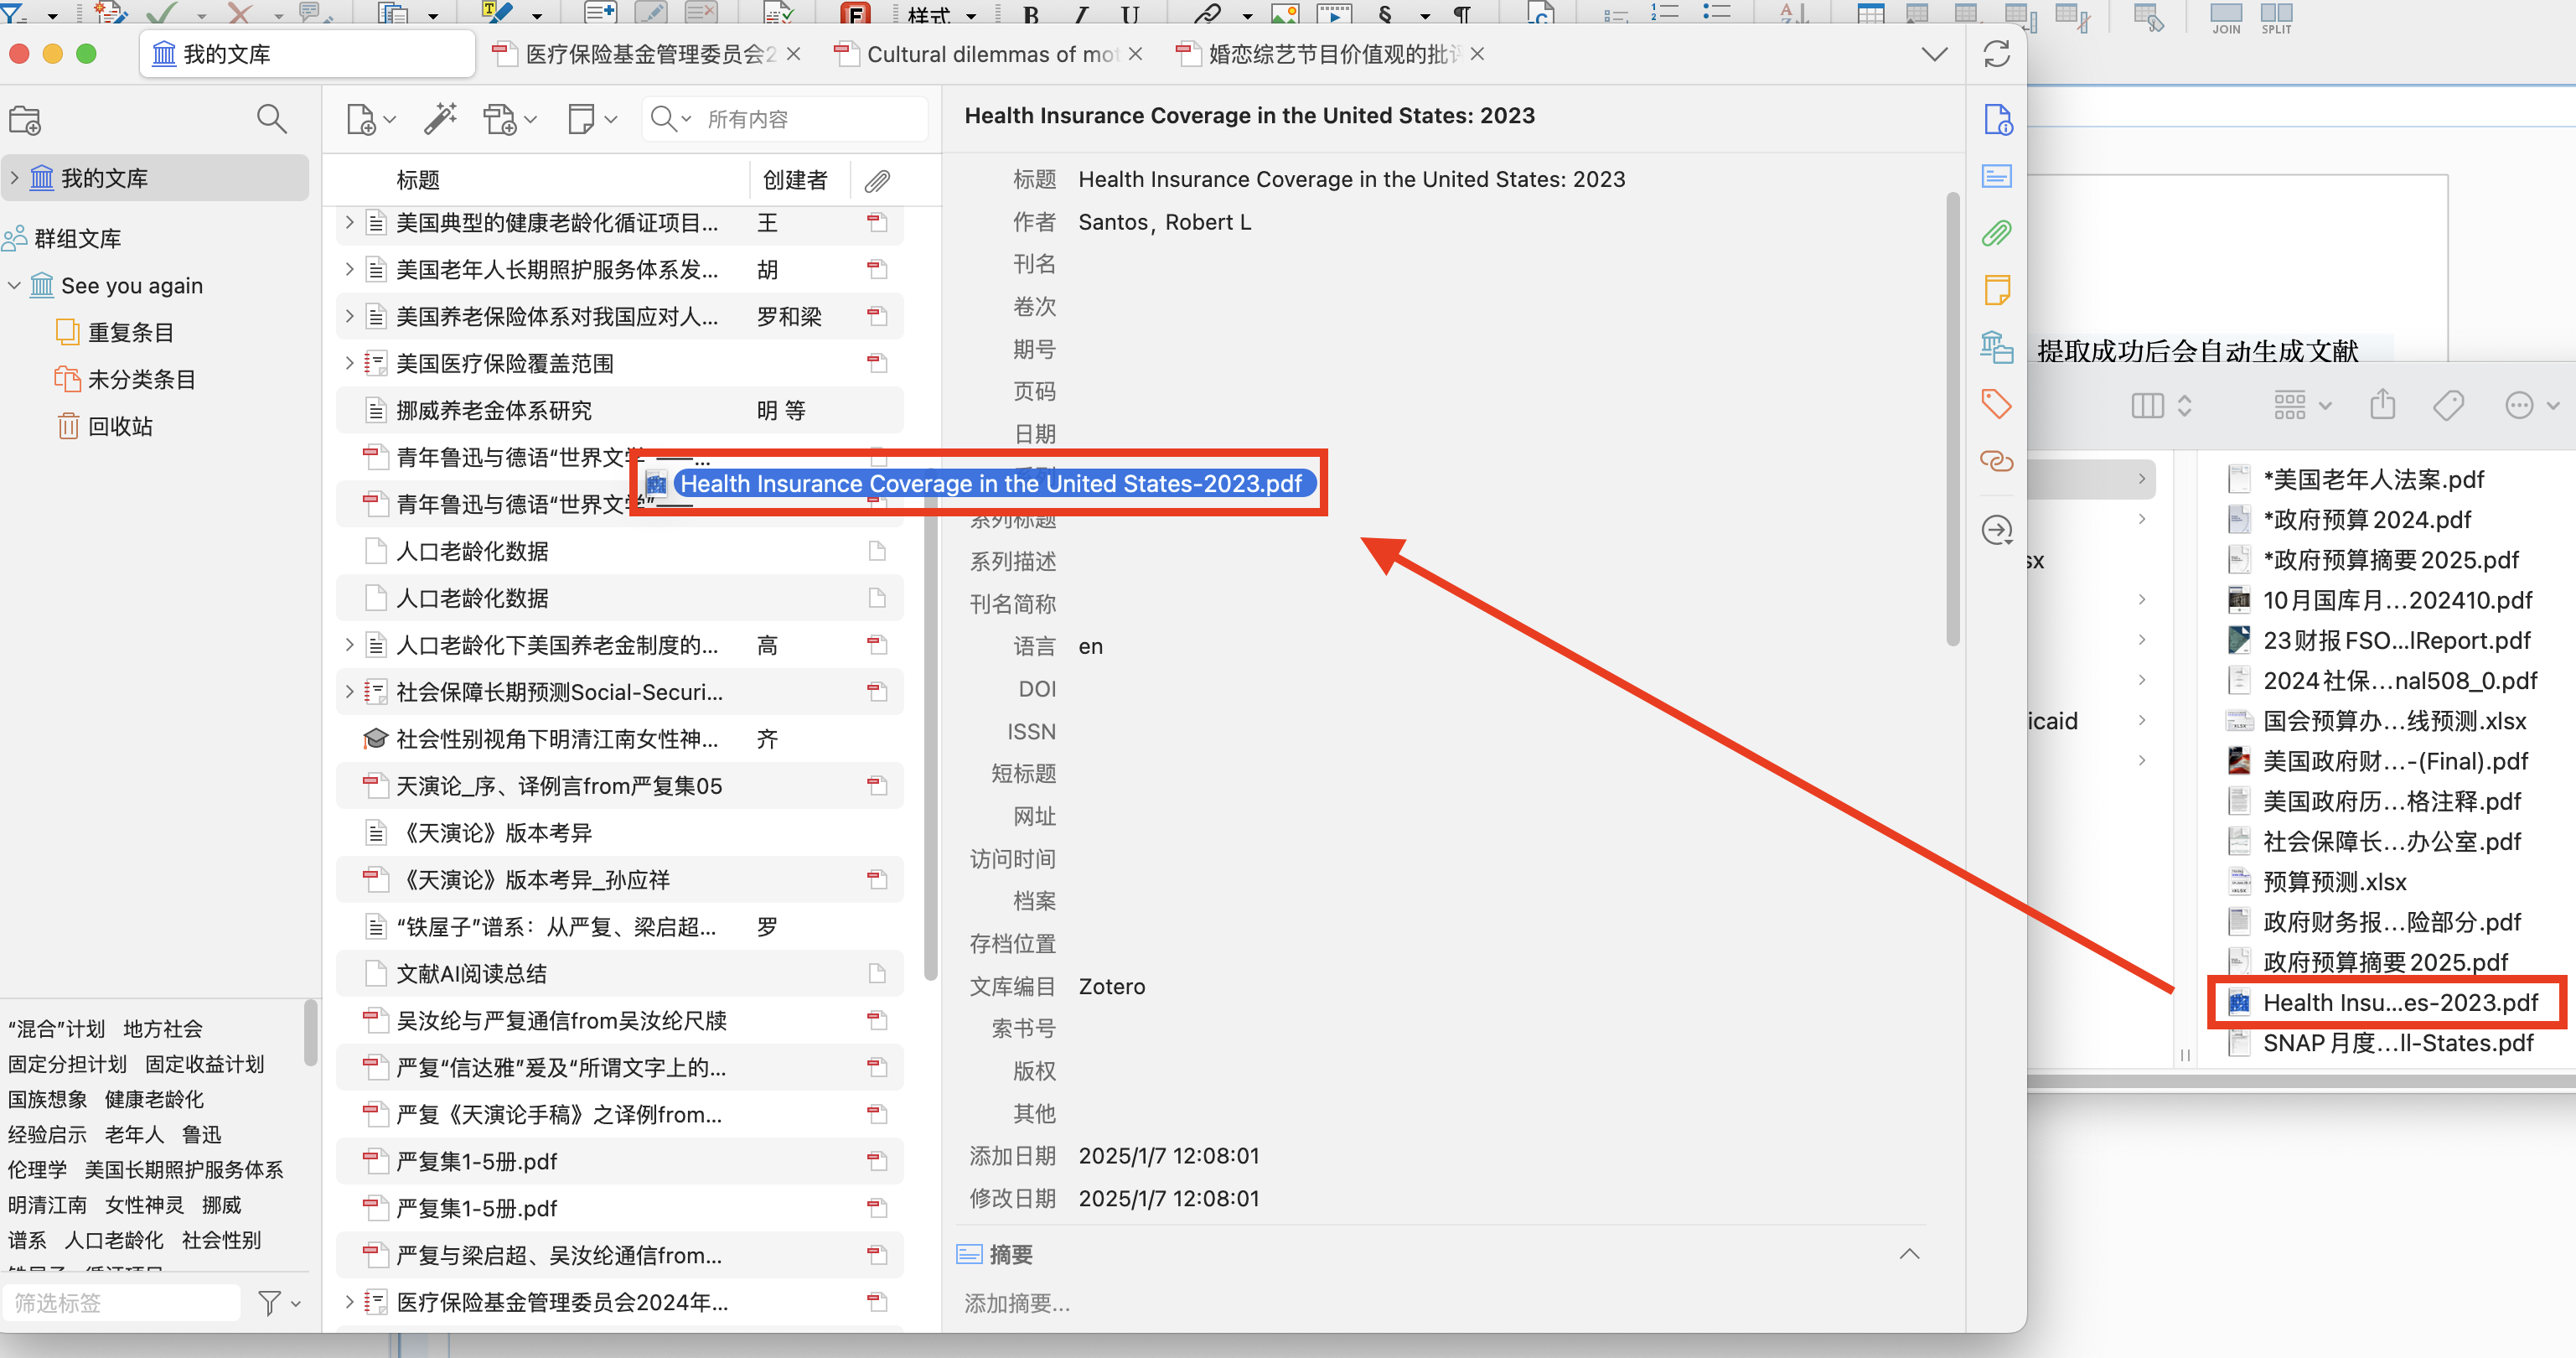 样式
B I U
JOIN SPLIT
我的文库
医疗保险基金管理委员会2
Cultural dilemmas of mot
婚恋综艺节目价值观的批评
所有内容
Health Insurance Coverage in the United States: 2023
我的文库
群组文库
See you again
重复条目
未分类条目
回收站
标题 创建者
美国典型的健康老龄化循证项目... 王
美国老年人长期照护服务体系发... 胡
美国养老保险体系对我国应对人... 罗和梁
美国医疗保险覆盖范围
挪威养老金体系研究 明 等
青年鲁迅与德语“世界文学”——...
青年鲁迅与德语“世界文学”——
Health Insurance Coverage in the United States-2023.pdf
人口老龄化数据
人口老龄化数据
人口老龄化下美国养老金制度的... 高
社会保障长期预测Social-Securi...
社会性别视角下明清江南女性神... 齐
天演论_序、译例言from严复集05
《天演论》版本考异
《天演论》版本考异_孙应祥
“铁屋子”谱系：从严复、梁启超... 罗
文献AI阅读总结
吴汝纶与严复通信from吴汝纶尺牍
严复“信达雅”爰及“所谓文字上的...
严复《天演论手稿》之译例from...
严复集1-5册.pdf
严复集1-5册.pdf
严复与梁启超、吴汝纶通信from...
医疗保险基金管理委员会2024年...
标题 Health Insurance Coverage in the United States: 2023
作者 Santos, Robert L
刊名
卷次
期号
页码
日期
系列
系列标题
系列描述
刊名简称
语言 en
DOI
ISSN
短标题
网址
访问时间
档案
存档位置
文库编目 Zotero
索书号
版权
其他
添加日期 2025/1/7 12:08:01
修改日期 2025/1/7 12:08:01
摘要
添加摘要...
“混合”计划 地方社会
固定分担计划 固定收益计划
国族想象 健康老龄化
经验启示 老年人 鲁迅
伦理学 美国长期照护服务体系
明清江南 女性神灵 挪威
谱系 人口老龄化 社会性别
铁屋子 循证项目
筛选标签
提取成功后会自动生成文献
sx
icaid
*美国老年人法案.pdf
*政府预算2024.pdf
*政府预算摘要2025.pdf
10月国库月...202410.pdf
23财报FSO...lReport.pdf
2024社保...nal508_0.pdf
国会预算办...线预测.xlsx
美国政府财...-(Final).pdf
美国政府历...格注释.pdf
社会保障长...办公室.pdf
预算预测.xlsx
政府财务报...险部分.pdf
政府预算摘要2025.pdf
Health Insu...es-2023.pdf
SNAP月度...ll-States.pdf